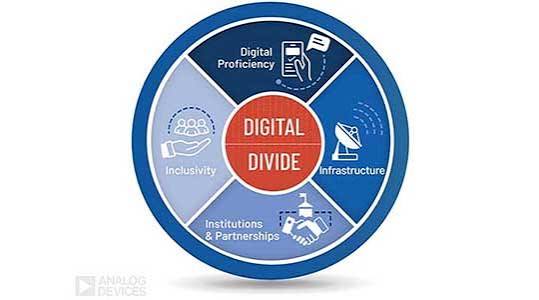 Digital
Proficiency
DIGITAL
DIVIDE
Inclusivity
Infrastructure
Institutions
& Partnerships
ANALOG
DEVICES